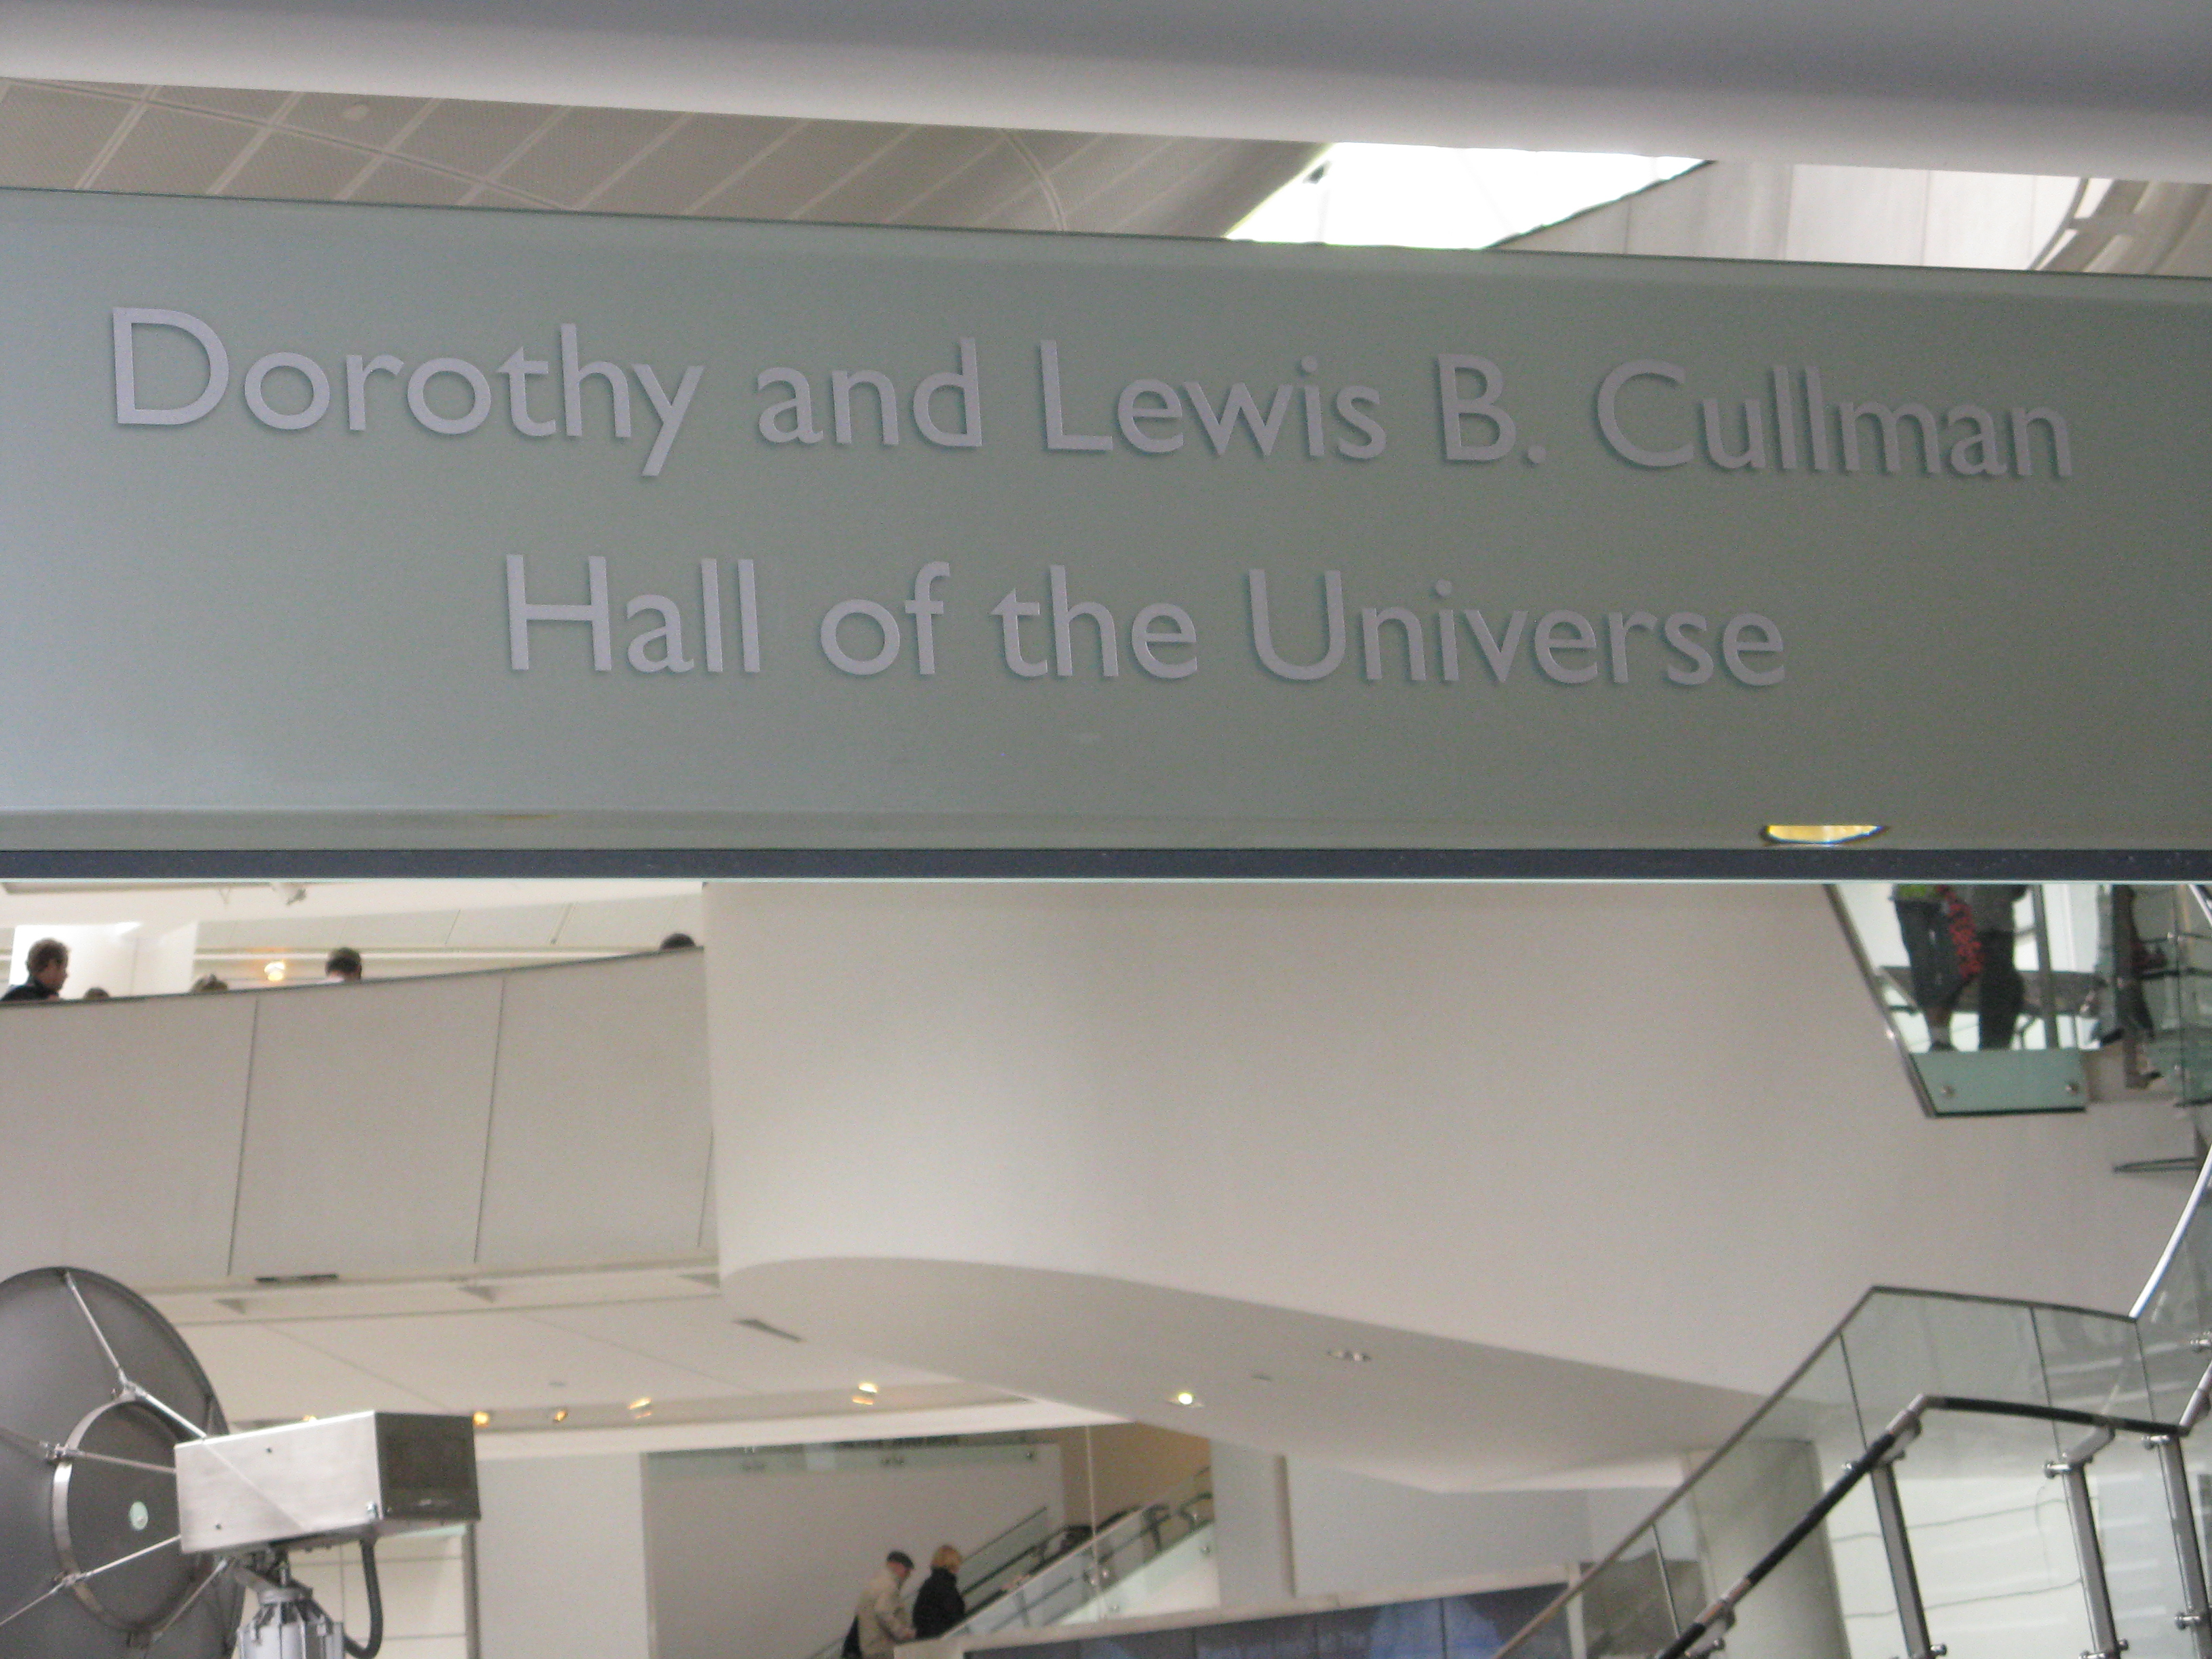 Dorothy and Lewis B. Cullman
Hall of the Universe